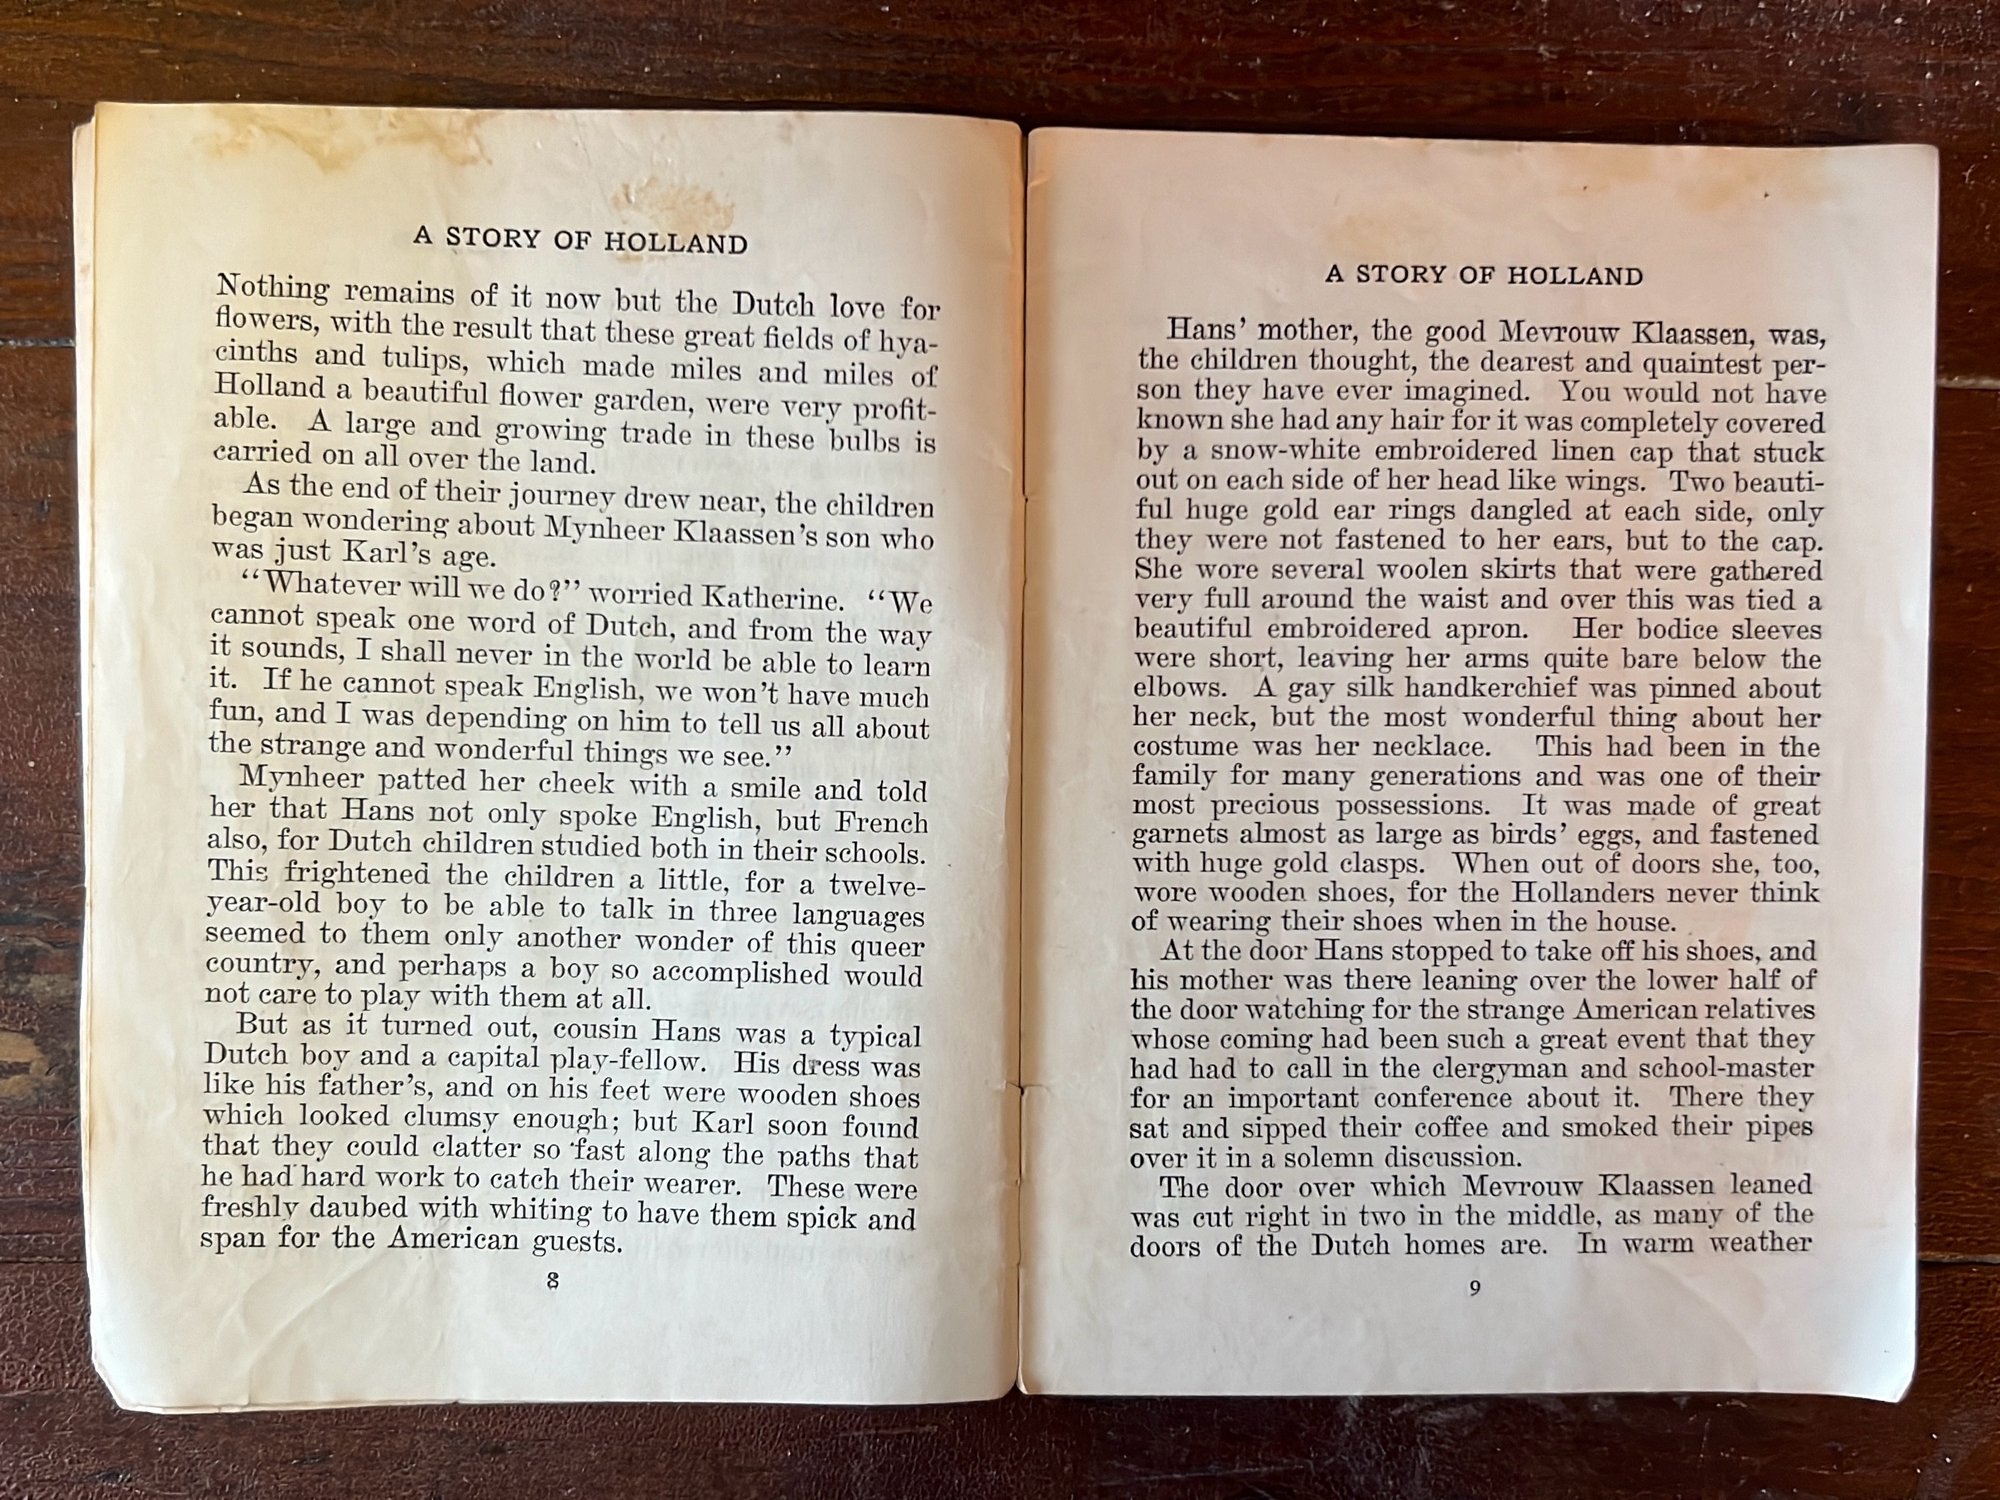 A STORY OF HOLLAND
Nothing remains of it now but the Dutch love for
flowers, with the result that these great fields of hya-
cinths and tulips, which made miles and miles of
Holland a beautiful flower garden, were very profit-
able. A large and growing trade in these bulbs is
carried on all over the land.
As the end of their journey drew near, the children
began wondering about Mynheer Klaassen's son who
was just Karl's age.
“Whatever will we do?” worried Katherine. “We
cannot speak one word of Dutch, and from the way
it sounds, I shall never in the world be able to learn
it. If he cannot speak English, we won't have much
fun, and I was depending on him to tell us all about
the strange and wonderful things we see.”
Mynheer patted her cheek with a smile and told
her that Hans not only spoke English, but French
also, for Dutch children studied both in their schools.
This frightened the children a little, for a twelve-
year-old boy to be able to talk in three languages
seemed to them only another wonder of this queer
country, and perhaps a boy so accomplished would
not care to play with them at all.
But as it turned out, cousin Hans was a typical
Dutch boy and a capital play-fellow. His dress was
like his father's, and on his feet were wooden shoes
which looked clumsy enough; but Karl soon found
that they could clatter so fast along the paths that
he had hard work to catch their wearer. These were
freshly daubed with whiting to have them spick and
span for the American guests.
8
A STORY OF HOLLAND
Hans' mother, the good Mevrouw Klaassen, was,
the children thought, the dearest and quaintest per-
son they have ever imagined. You would not have
known she had any hair for it was completely covered
by a snow-white embroidered linen cap that stuck
out on each side of her head like wings. Two beauti-
ful huge gold ear rings dangled at each side, only
they were not fastened to her ears, but to the cap.
She wore several woolen skirts that were gathered
very full around the waist and over this was tied a
beautiful embroidered apron. Her bodice sleeves
were short, leaving her arms quite bare below the
elbows. A gay silk handkerchief was pinned about
her neck, but the most wonderful thing about her
costume was her necklace. This had been in the
family for many generations and was one of their
most precious possessions. It was made of great
garnets almost as large as birds' eggs, and fastened
with huge gold clasps. When out of doors she, too,
wore wooden shoes, for the Hollanders never think
of wearing their shoes when in the house.
At the door Hans stopped to take off his shoes, and
his mother was there leaning over the lower half of
the door watching for the strange American relatives
whose coming had been such a great event that they
had had to call in the clergyman and school-master
for an important conference about it. There they
sat and sipped their coffee and smoked their pipes
over it in a solemn discussion.
The door over which Mevrouw Klaassen leaned
was cut right in two in the middle, as many of the
doors of the Dutch homes are. In warm weather
9